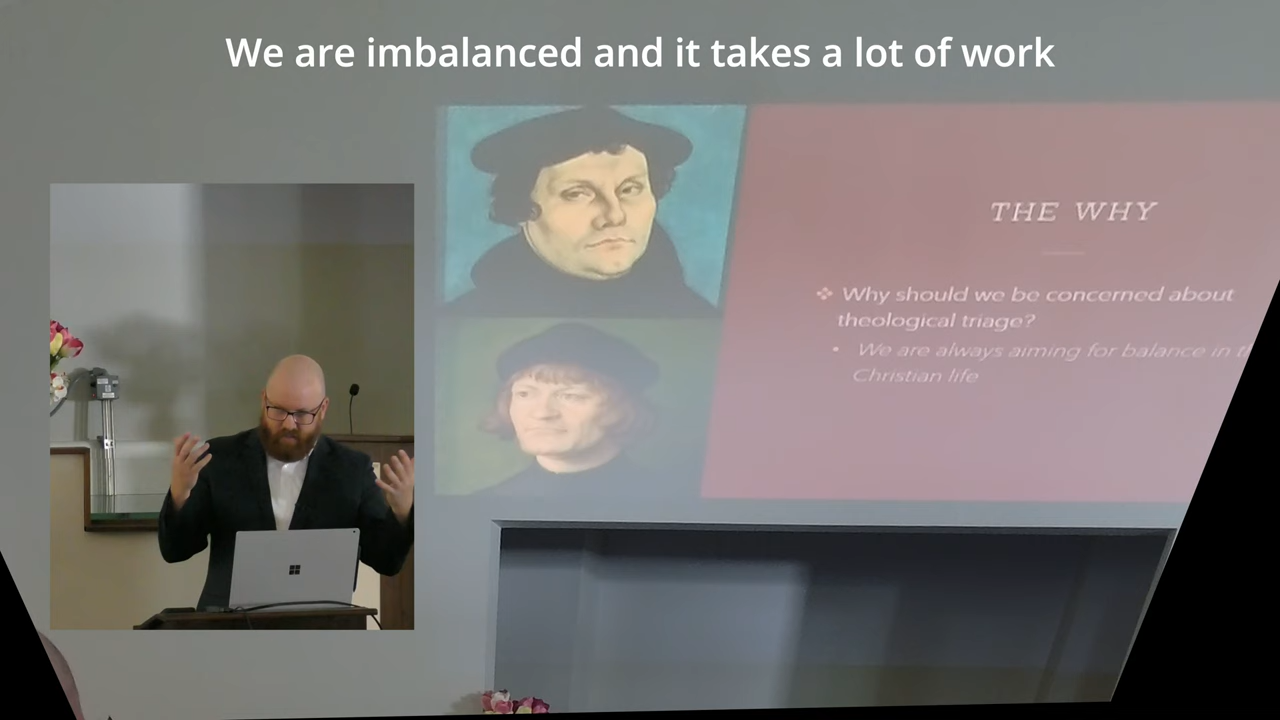 We are imbalanced and it takes a lot of work
THE WHY
❖ Why should we be concerned about
theological triage?
• We are always aiming for balance in
Christian life